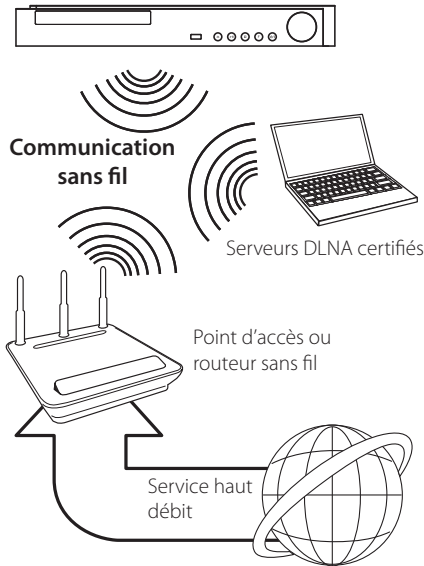 Communication
sans fil
Serveurs DLNA certifiés
Point d'accès ou
routeur sans fil
Service haut
débit